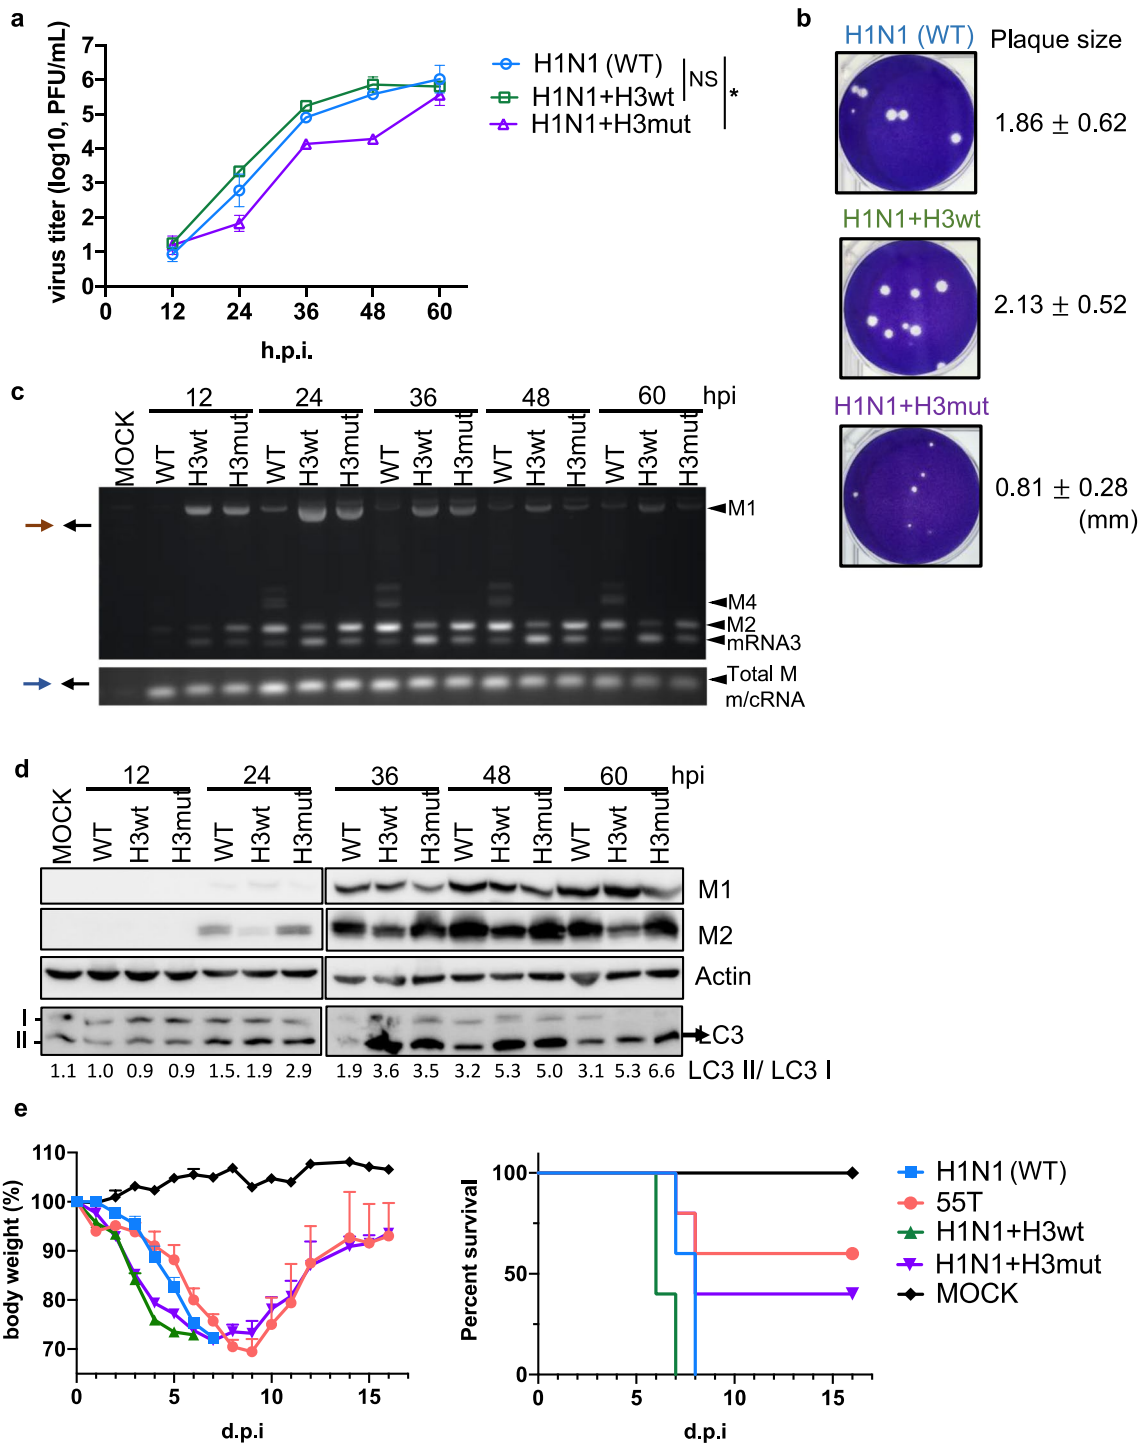 a
virus titer (log10, PFU/mL)
7
6
5
4
3
2
1
0
0 12 24 36 48 60
h.p.i.
H1N1 (WT)
H1N1+H3wt
H1N1+H3mut
NS
*
b
H1N1 (WT) Plaque size
1.86 ± 0.62
H1N1+H3wt
2.13 ± 0.52
H1N1+H3mut
0.81 ± 0.28
(mm)
c
12 24 36 48 60 hpi
MOCK WT H3wt H3mut WT H3wt H3mut WT H3wt H3mut WT H3wt H3mut WT H3wt H3mut
M1
M4
M2
mRNA3
Total M
m/cRNA
d
12 24 36 48 60 hpi
MOCK WT H3wt H3mut WT H3wt H3mut WT H3wt H3mut WT H3wt H3mut WT H3wt H3mut
M1
M2
Actin
I
II
LC3
1.1 1.0 0.9 0.9 1.5. 1.9 2.9 1.9 3.6 3.5 3.2 5.3 5.0 3.1 5.3 6.6 LC3 II/ LC3 I
e
body weight (%)
110
100
90
80
70
0 5 10 15
d.p.i
Percent survival
100
50
0
0 5 10 15
d.p.i
H1N1 (WT)
55T
H1N1+H3wt
H1N1+H3mut
MOCK